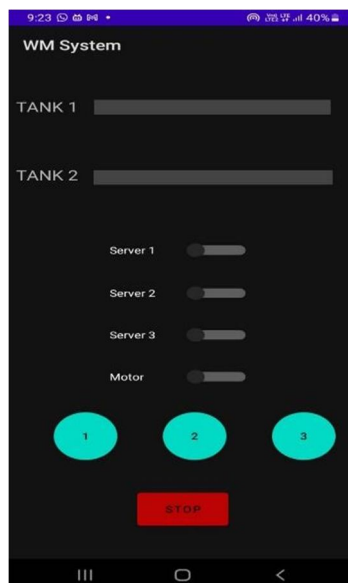 9:23
40%
WM System
TANK 1
TANK 2
Server 1
Server 2
Server 3
Motor
1 2 3
STOP